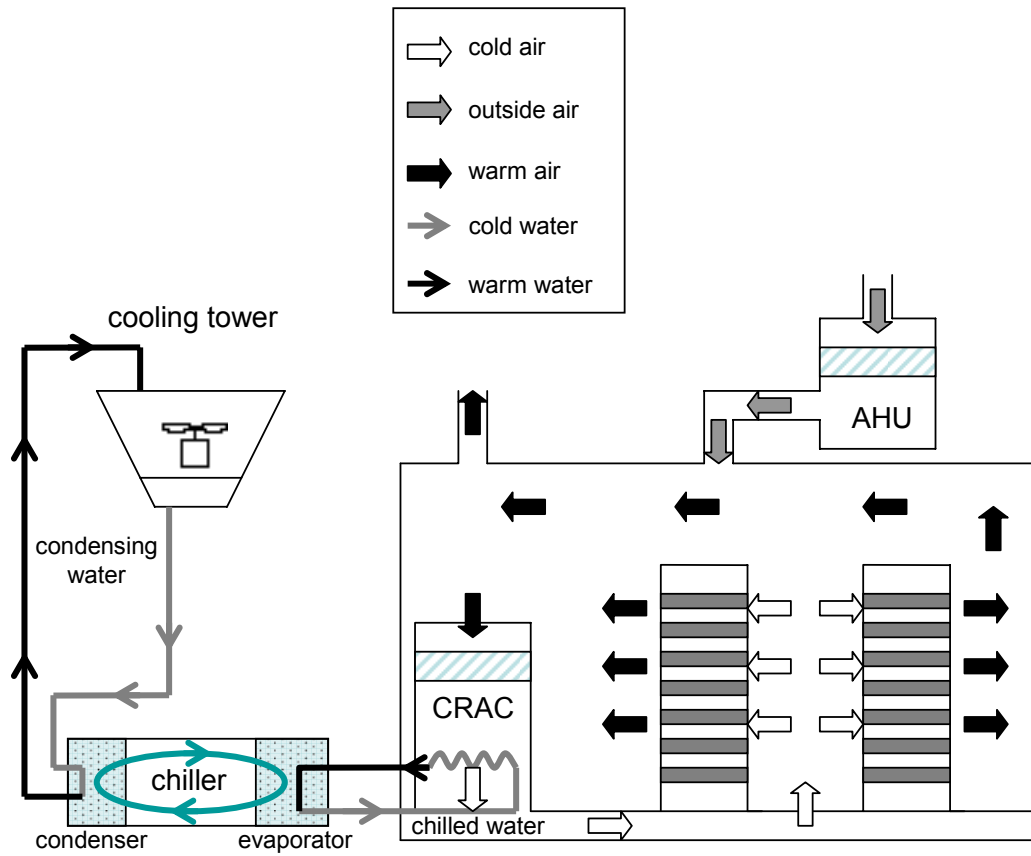 cold air
outside air
warm air
cold water
warm water
cooling tower
AHU
condensing
water
CRAC
chiller
condenser
evaporator
chilled water